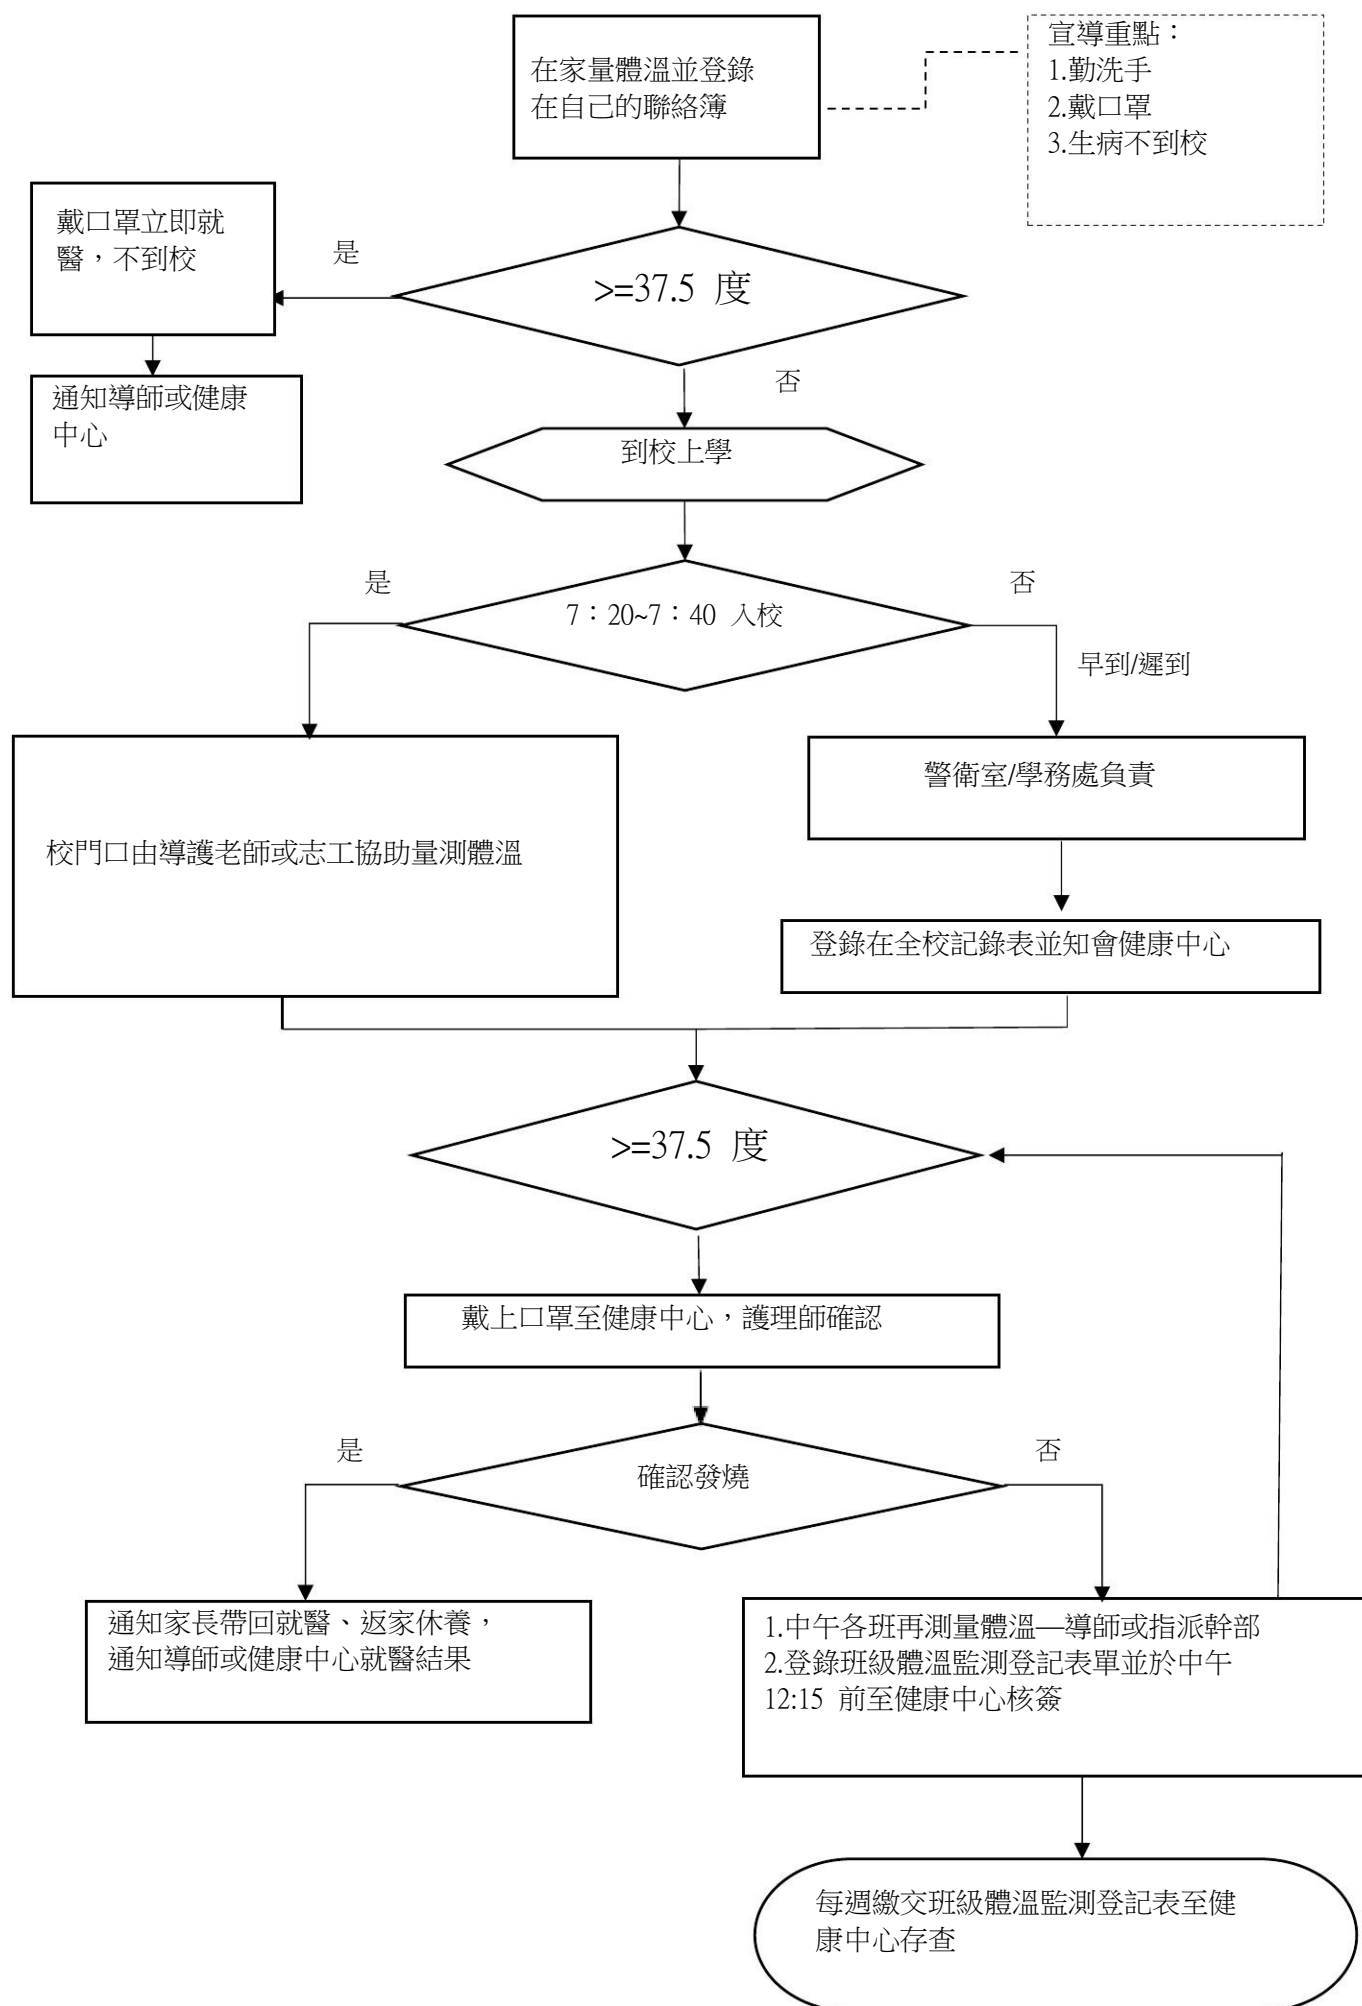 在家量體溫並登錄
在自己的聯絡簿
宣導重點：
1.勤洗手
2.戴口罩
3.生病不到校
戴口罩立即就
醫，不到校
是
>=37.5 度
通知導師或健康
中心
否
到校上學
是
7：20~7：40 入校
否
早到/遲到
警衛室/學務處負責
校門口由導護老師或志工協助量測體溫
登錄在全校記錄表並知會健康中心
>=37.5 度
戴上口罩至健康中心，護理師確認
是
確認發燒
否
通知家長帶回就醫、返家休養，
通知導師或健康中心就醫結果
1.中午各班再測量體溫—導師或指派幹部
2.登錄班級體溫監測登記表單並於中午
12:15 前至健康中心核簽
每週繳交班級體溫監測登記表至健
康中心存查